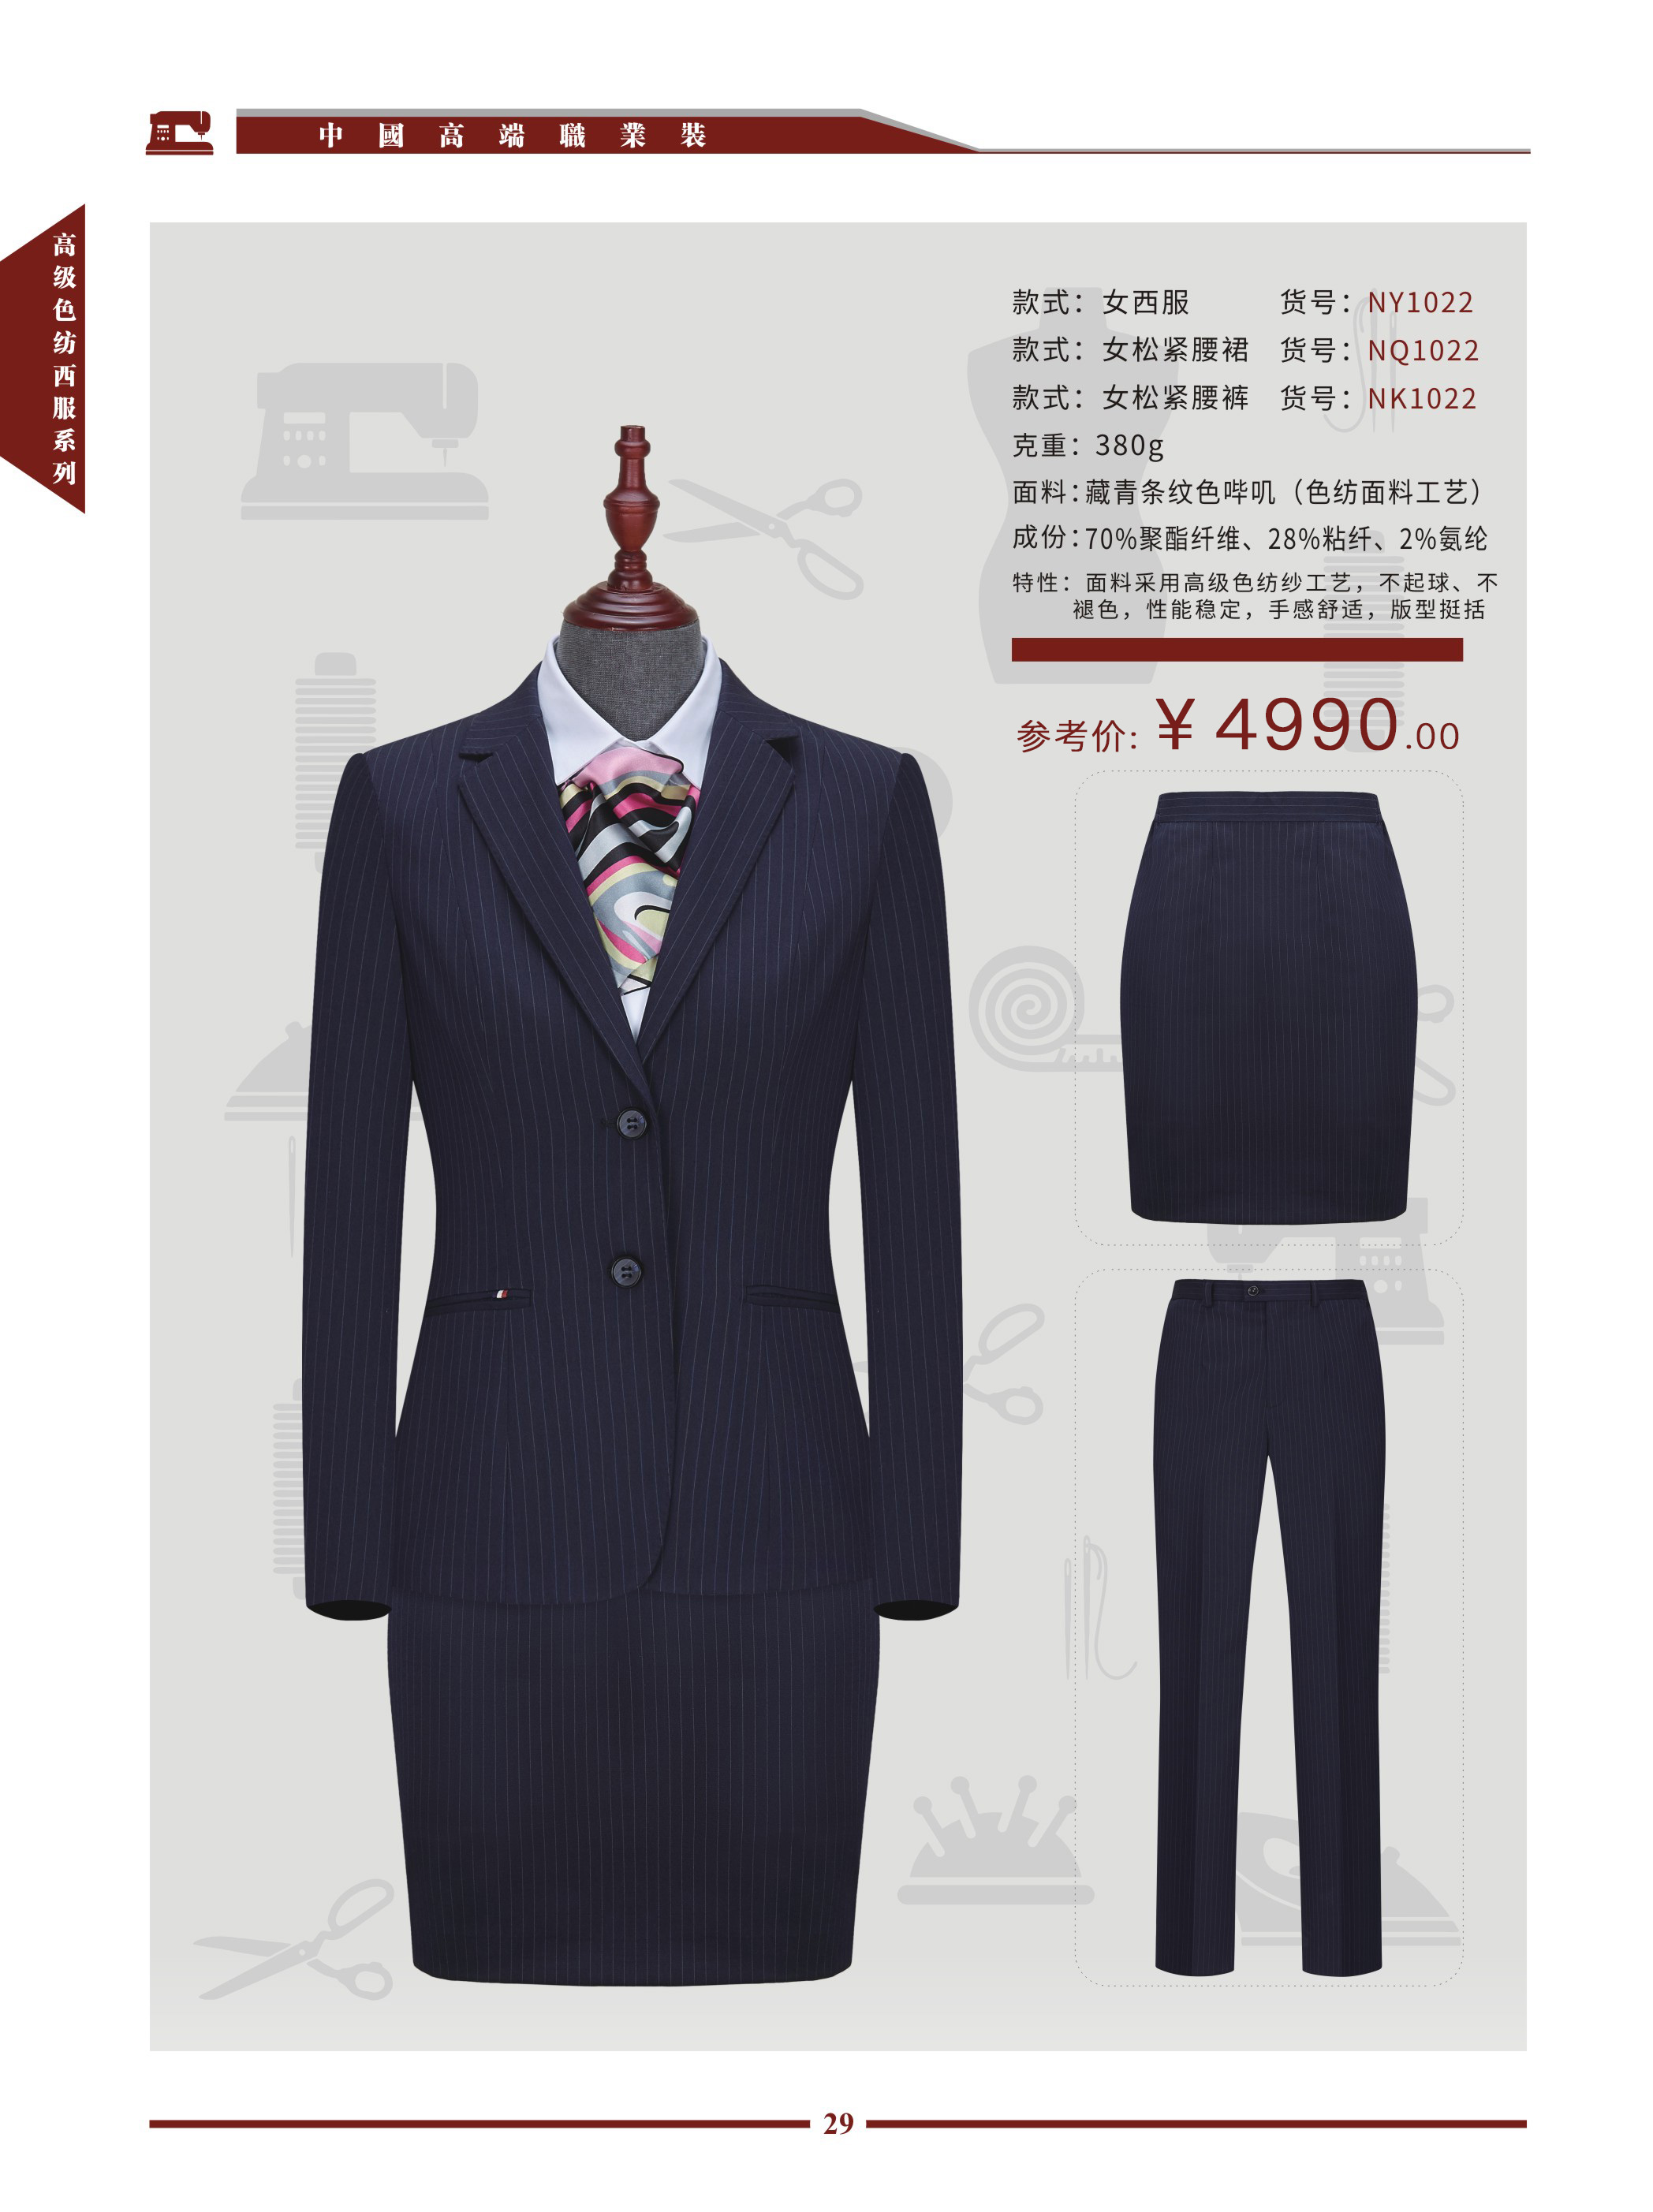 中國高端職業裝
高级色纺西服系列
款式：女西服 货号：NY1022
款式：女松紧腰裙 货号：NQ1022
款式：女松紧腰裤 货号：NK1022
克重：380g
面料：藏青条纹色哔叽（色纺面料工艺）
成份：70%聚酯纤维、28%粘纤、2%氨纶
特性：面料采用高级色纺纱工艺，不起球、不
褪色，性能稳定，手感舒适，版型挺括
参考价：¥4990.00
29